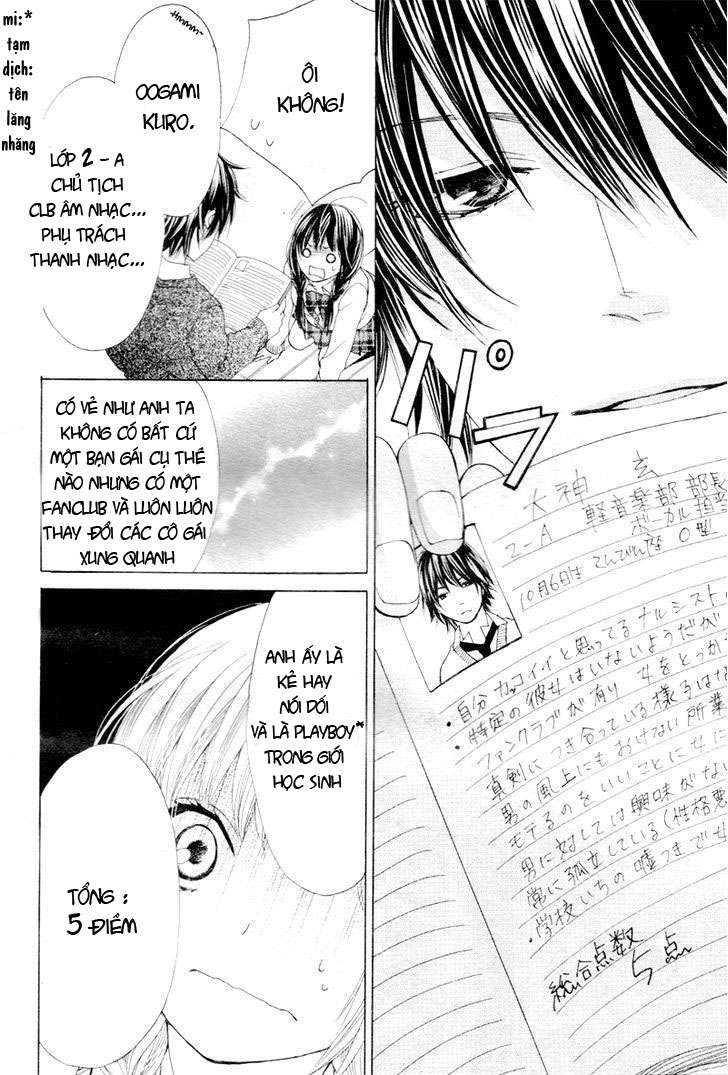 パラ
大神 玄
2-A 軽音楽部 部長
ボーカル担当
10月6日は てんびん座 O型
・自分カッコイイと思ってるナルシスト
・特定の彼女はいないようだが
ファンクラブが有り 女をとっか
真剣につき合っている様子はな
男の風上にもおけない所業
モテるのをいいことに女に
男に対しては興味がな
常に孤立している(性格悪
・学校いちの嘘つきで女
総合点数
5点
ÔI
KHÔNG!
Hmmm~
OOGAMI
KURO.
LỚP 2 - A
CHỦ TỊCH
CLB ÂM NHẠC...
PHỤ TRÁCH
THANH NHẠC...
mi:*
tạm
dịch:
tên
lăng
nhăng
CÓ VẺ NHƯ ANH TA
KHÔNG CÓ BẤT CỨ
MỘT BẠN GÁI CỤ THỂ
NÀO NHƯNG CÓ MỘT
FANCLUB VÀ LUÔN LUÔN
THAY ĐỔI CÁC CÔ GÁI
XUNG QUANH
ANH ẤY LÀ
KẺ HAY
NÓI DỐI
VÀ LÀ PLAYBOY*
TRONG GIỚI
HỌC SINH
TỔNG :
5 ĐIỂM